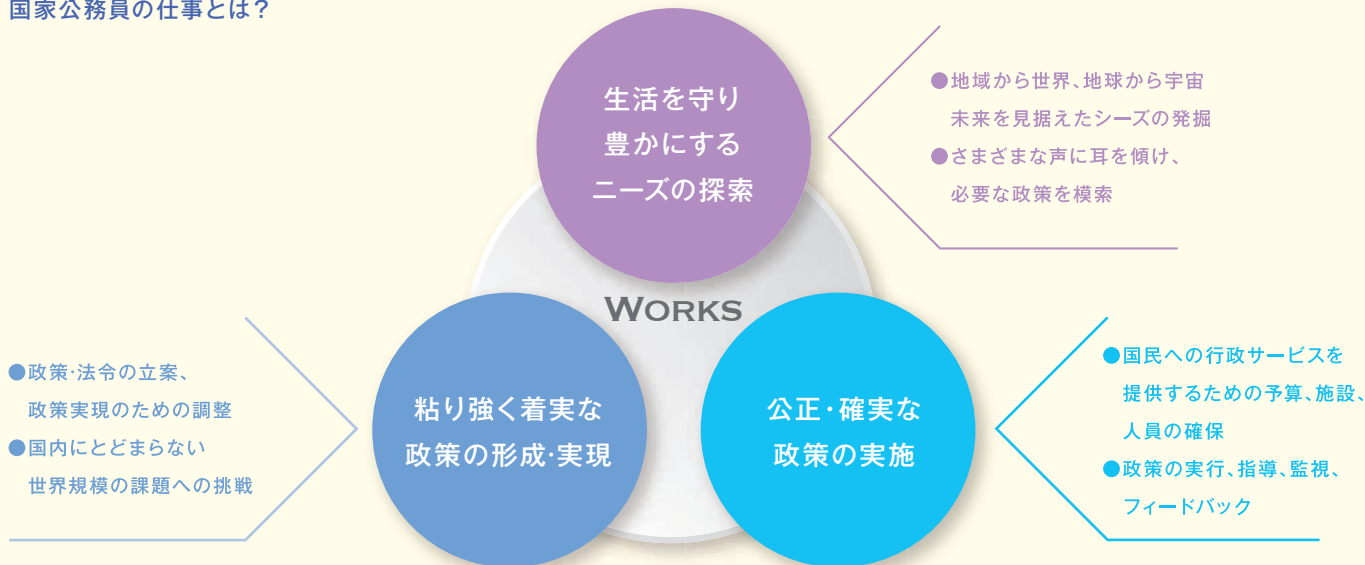 国家公務員の仕事とは?
生活を守り
豊かにする
ニーズの探索
●地域から世界、地球から宇宙
未来を見据えたシーズの発掘
●さまざまな声に耳を傾け、
必要な政策を模索
WORKS
●政策・法令の立案、
政策実現のための調整
●国内にとどまらない
世界規模の課題への挑戦
粘り強く着実な
政策の形成・実現
公正・確実な
政策の実施
●国民への行政サービスを
提供するための予算、施設、
人員の確保
●政策の実行、指導、監視、
フィードバック